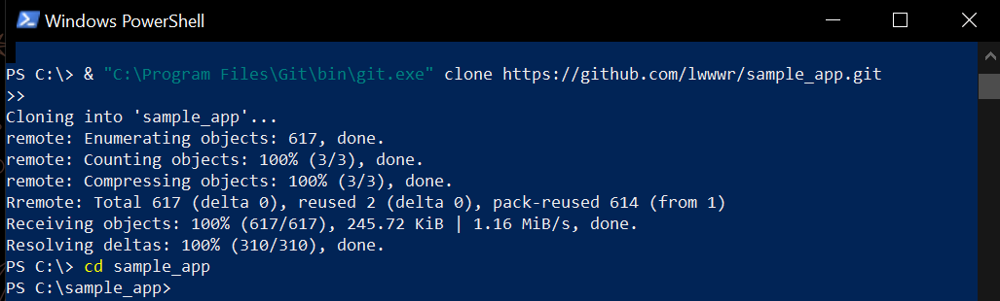 Windows PowerShell
PS C:\> & "C:\Program Files\Git\bin\git.exe" clone https://github.com/lwwwr/sample_app.git
>>
Cloning into 'sample_app'...
remote: Enumerating objects: 617, done.
remote: Counting objects: 100% (3/3), done.
remote: Compressing objects: 100% (3/3), done.
Rremote: Total 617 (delta 0), reused 2 (delta 0), pack-reused 614 (from 1)
Receiving objects: 100% (617/617), 245.72 KiB | 1.16 MiB/s, done.
Resolving deltas: 100% (310/310), done.
PS C:\> cd sample_app
PS C:\sample_app>